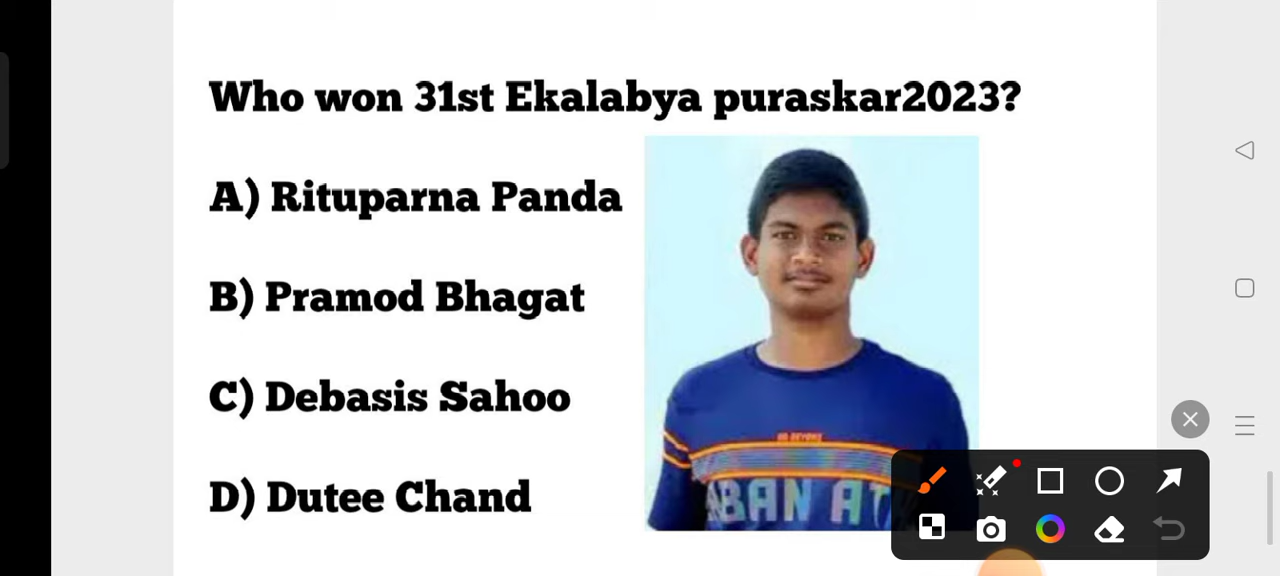 Who won 31st Ekalabya puraskar2023?
A) Rituparna Panda
B) Pramod Bhagat
C) Debasis Sahoo
D) Dutee Chand